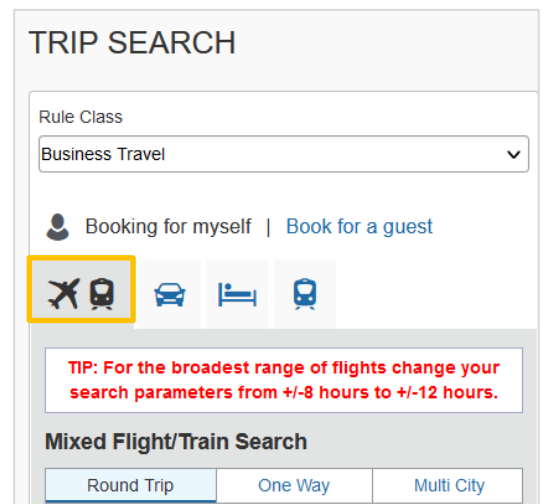 TRIP SEARCH
Rule Class
Business Travel
Booking for myself | Book for a guest
TIP: For the broadest range of flights change your
search parameters from +/-8 hours to +/-12 hours.
Mixed Flight/Train Search
Round Trip One Way Multi City